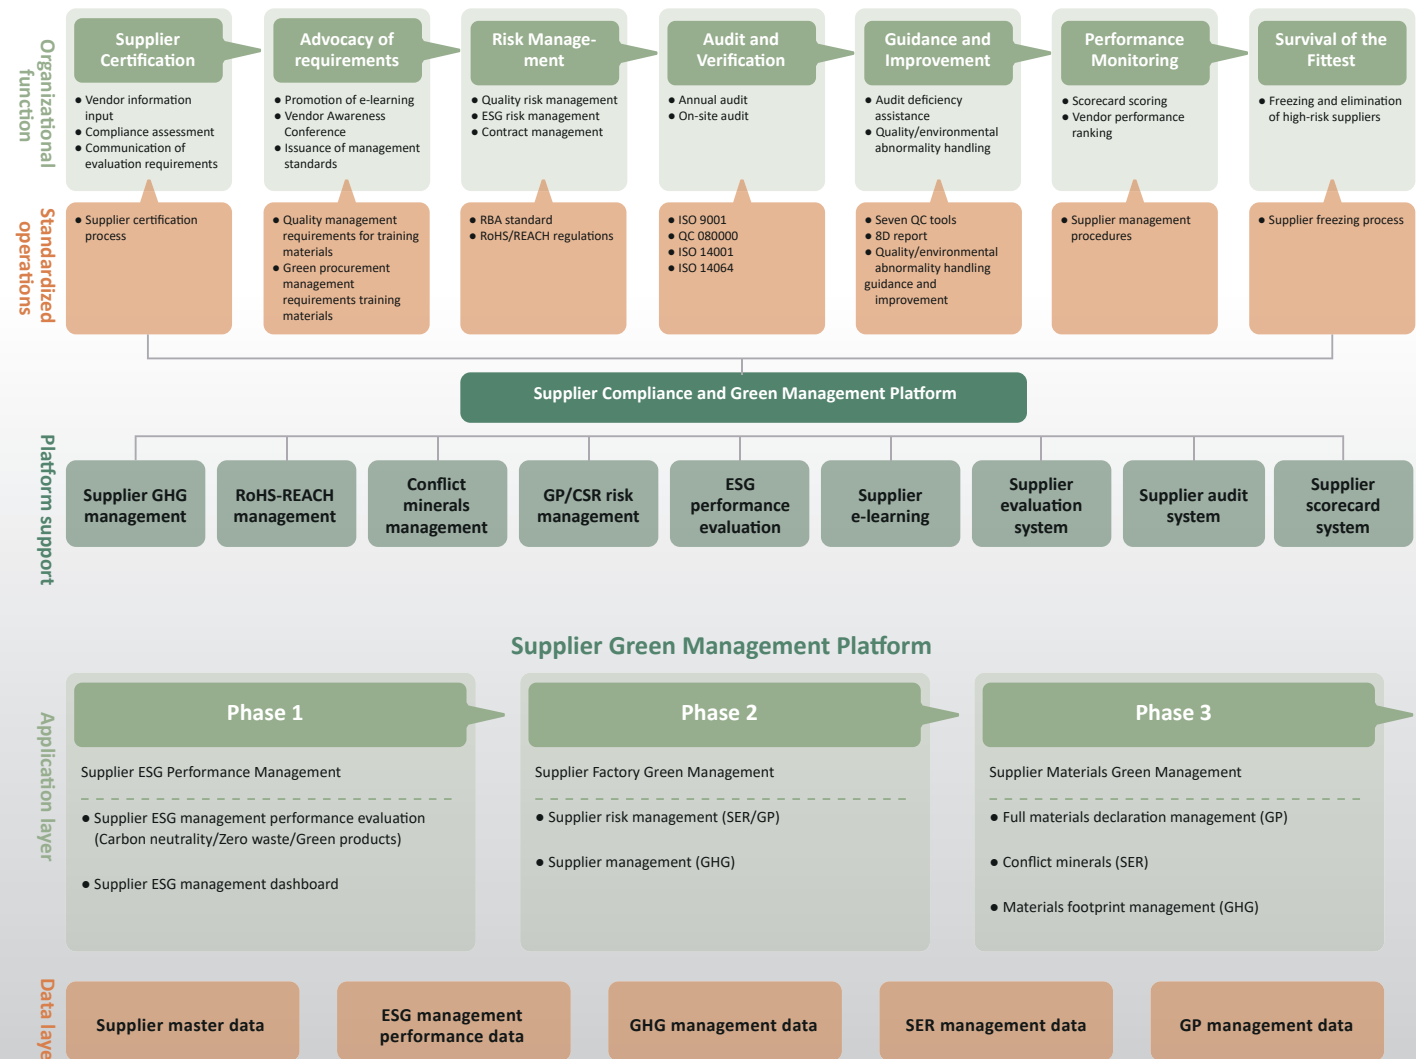 Organizational
function
Supplier
Certification
Advocacy of
requirements
Risk Manage-
ment
Audit and
Verification
Guidance and
Improvement
Performance
Monitoring
Survival of the
Fittest
● Vendor information
input
● Compliance assessment
● Communication of
evaluation requirements
● Promotion of e-learning
● Vendor Awareness
Conference
● Issuance of management
standards
● Quality risk management
● ESG risk management
● Contract management
● Annual audit
● On-site audit
● Audit deficiency
assistance
● Quality/environmental
abnormality handling
● Scorecard scoring
● Vendor performance
ranking
● Freezing and elimination
of high-risk suppliers
Standardized
operations
● Supplier certification
process
● Quality management
requirements for training
materials
● Green procurement
management
requirements training
materials
● RBA standard
● RoHS/REACH regulations
● ISO 9001
● QC 080000
● ISO 14001
● ISO 14064
● Seven QC tools
● 8D report
● Quality/environmental
abnormality handling
guidance and
improvement
● Supplier management
procedures
● Supplier freezing process
Supplier Compliance and Green Management Platform
Platform support
Supplier GHG
management
RoHS-REACH
management
Conflict
minerals
management
GP/CSR risk
management
ESG
performance
evaluation
Supplier
e-learning
Supplier
evaluation
system
Supplier audit
system
Supplier
scorecard
system
Supplier Green Management Platform
Application layer
Phase 1
Supplier ESG Performance Management
● Supplier ESG management performance evaluation
(Carbon neutrality/Zero waste/Green products)
● Supplier ESG management dashboard
Phase 2
Supplier Factory Green Management
● Supplier risk management (SER/GP)
● Supplier management (GHG)
Phase 3
Supplier Materials Green Management
● Full materials declaration management (GP)
● Conflict minerals (SER)
● Materials footprint management (GHG)
Data laye
Supplier master data
ESG management
performance data
GHG management data
SER management data
GP management data